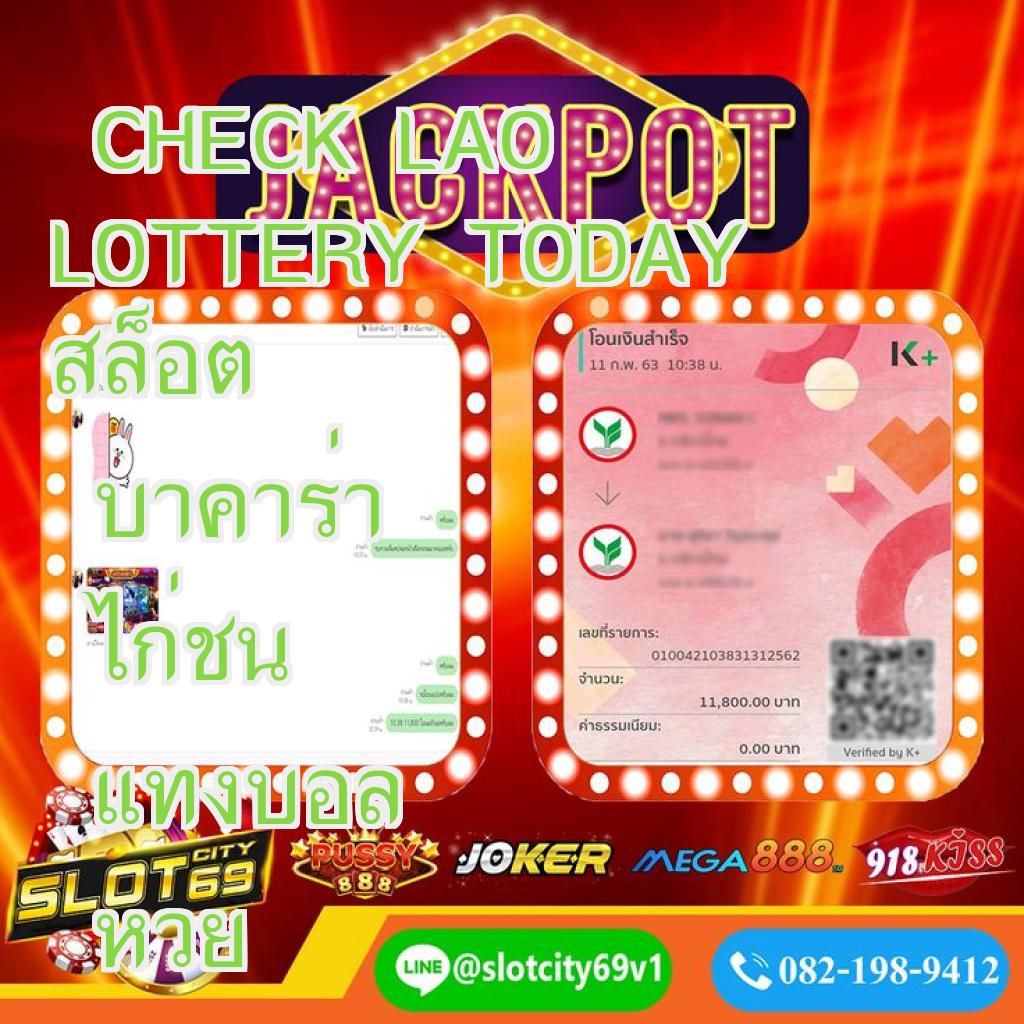 JACKPOT
CHECK LAO
LOTTERY TODAY
สล็อต
บาคาร่า
ไก่ชน
แทงบอล
หวย
โอนเงินสำเร็จ
11 ก.พ. 63 10:38 น.
K+
เลขที่รายการ:
010042103831312562
จำนวน:
11,800.00 บาท
ค่าธรรมเนียม:
0.00 บาท
Verified by K+
SLOT CITY 69
PUSSY 888
JOKER
MEGA888
918KISS
LINE @slotcity69v1
082-198-9412